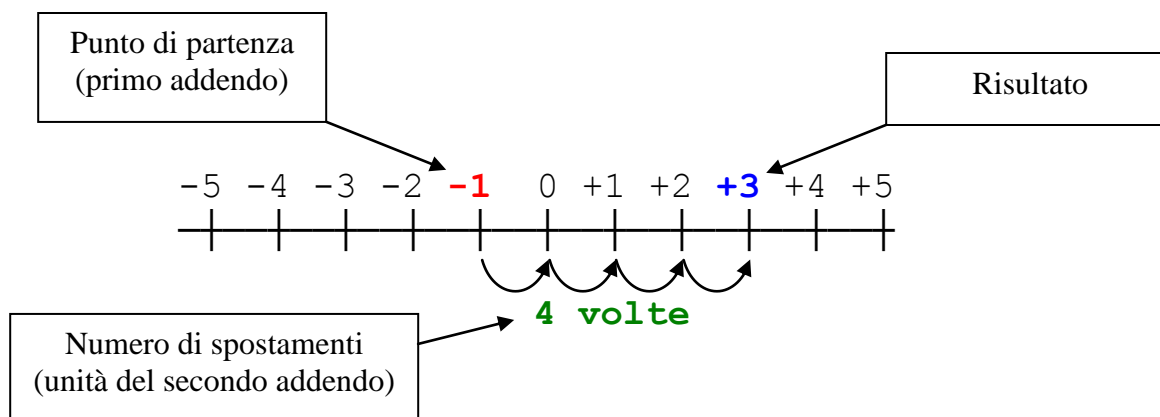 Punto di partenza
(primo addendo)
Risultato
-5 -4 -3 -2 -1 0 +1 +2 +3 +4 +5
4 volte
Numero di spostamenti
(unità del secondo addendo)